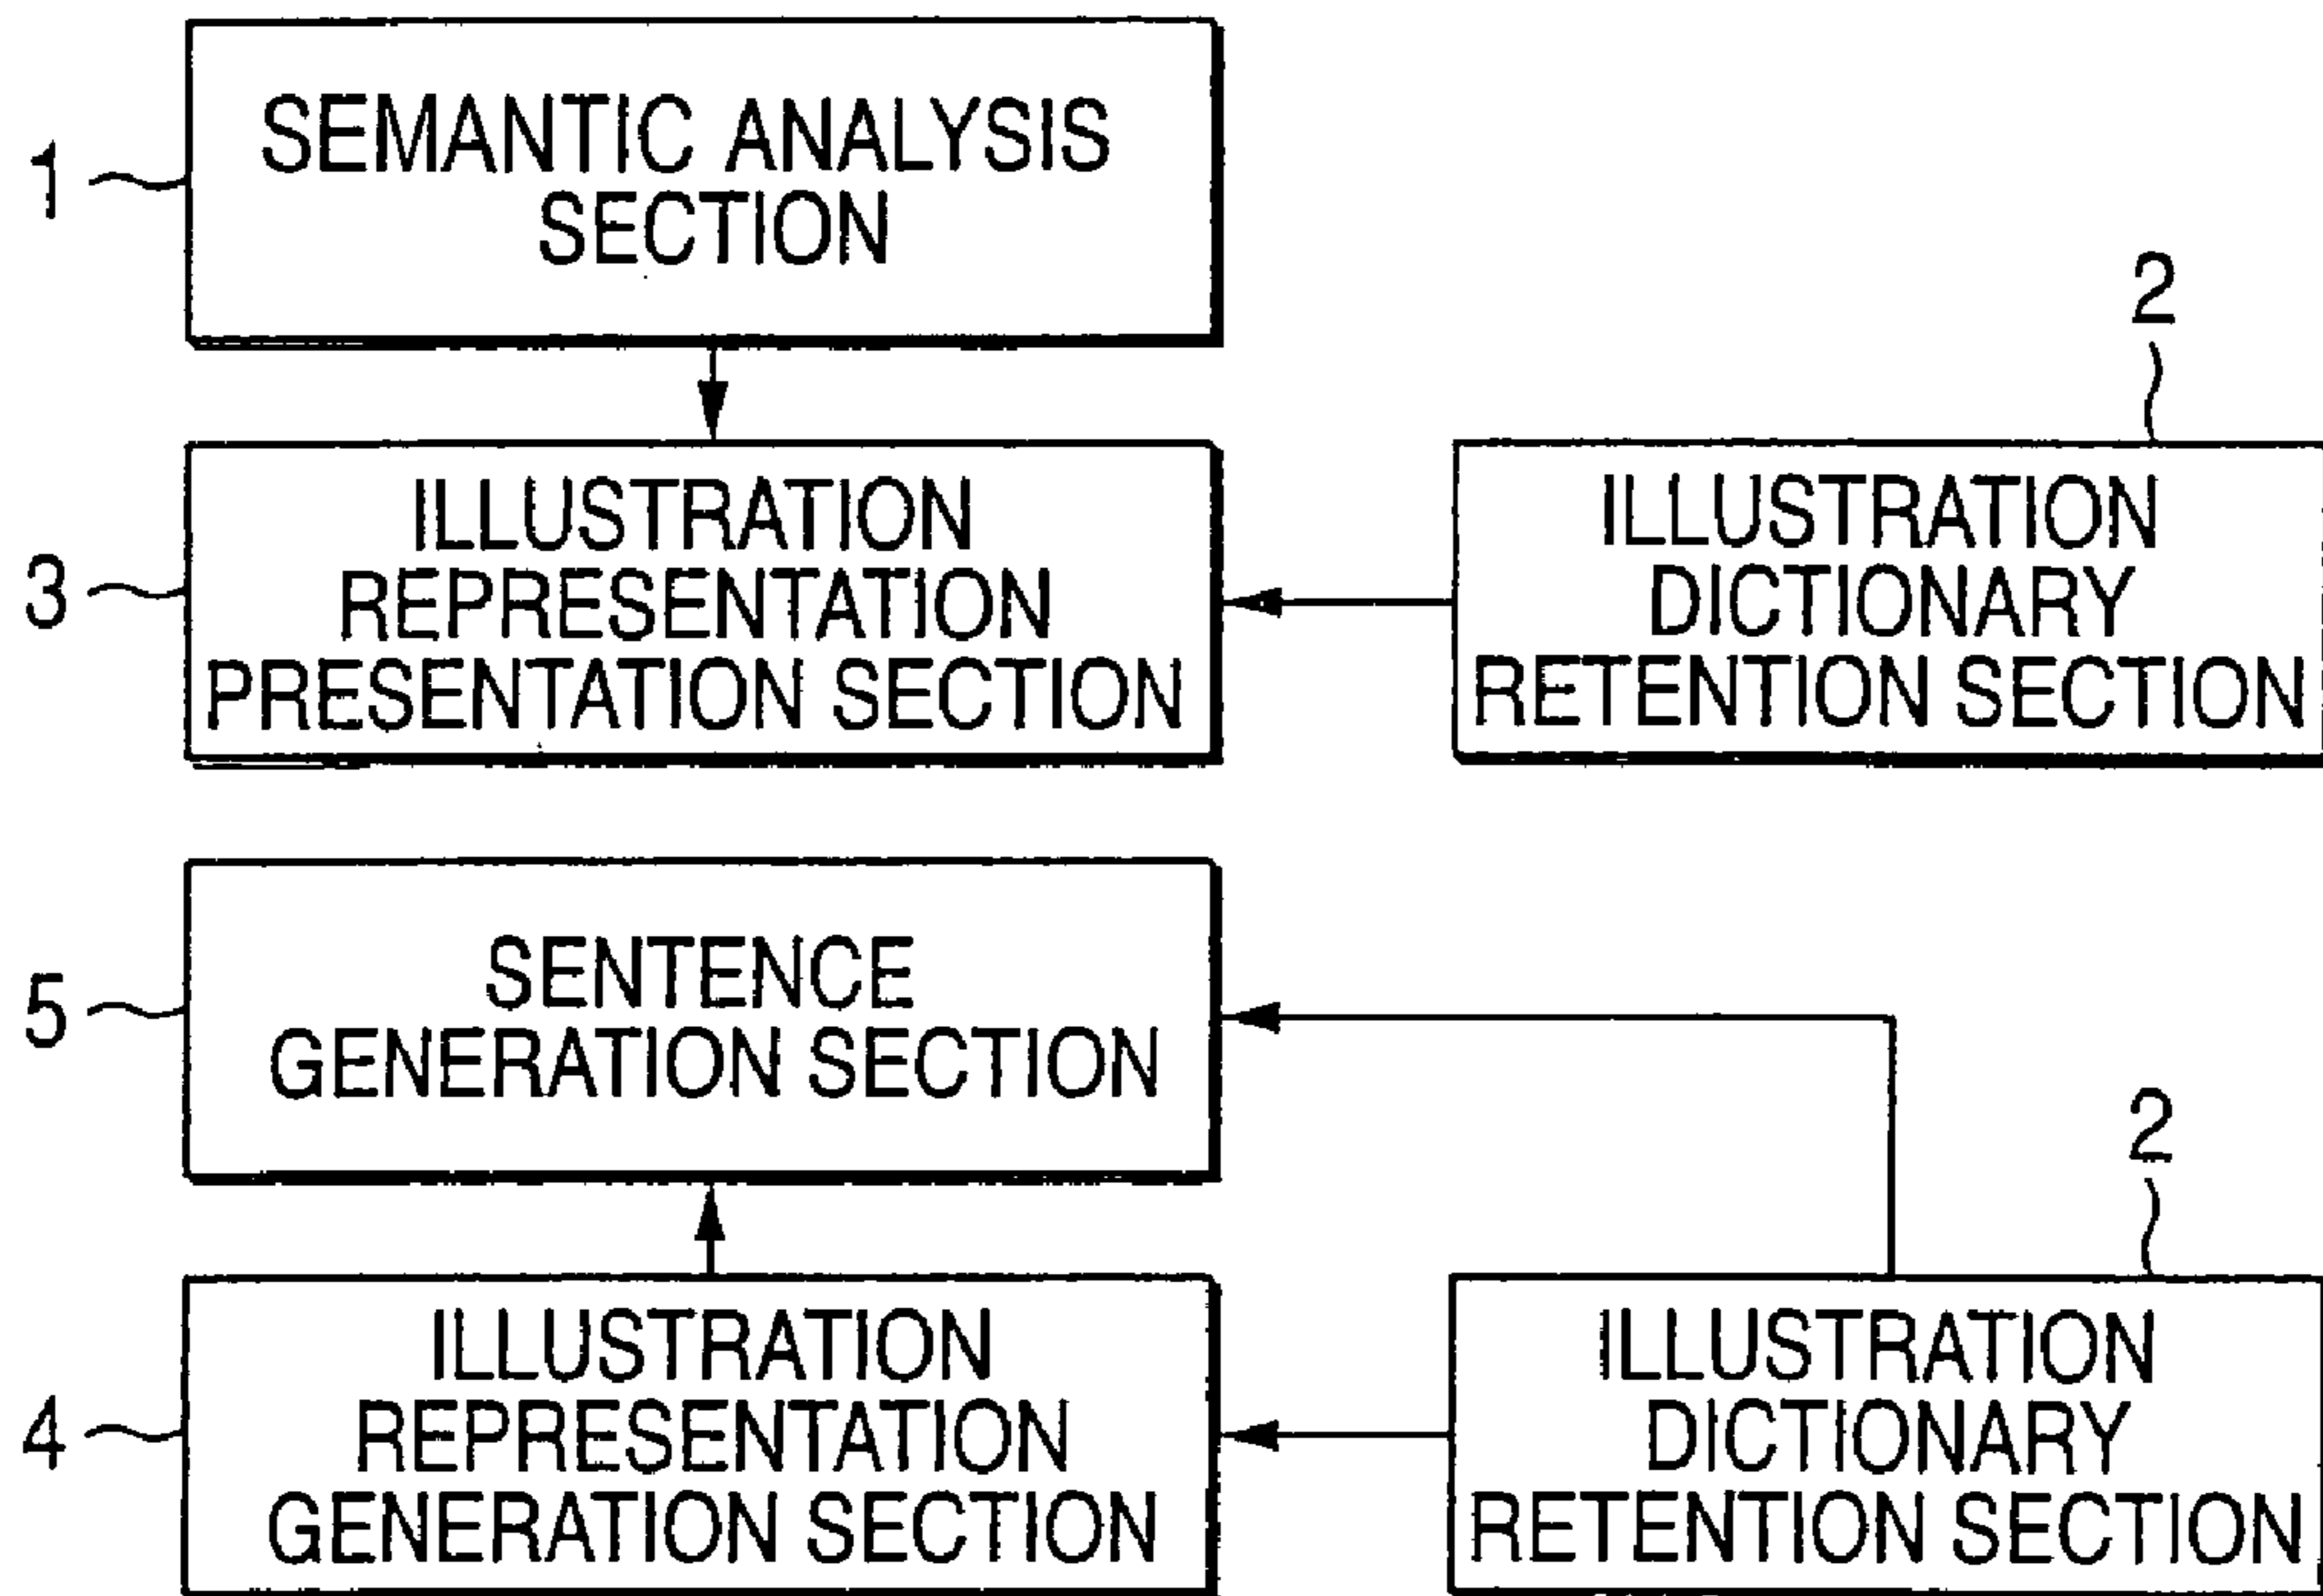 1
SEMANTIC ANALYSIS
SECTION
2
3
ILLUSTRATION
REPRESENTATION
PRESENTATION SECTION
ILLUSTRATION
DICTIONARY
RETENTION SECTION
5
SENTENCE
GENERATION SECTION
2
4
ILLUSTRATION
REPRESENTATION
GENERATION SECTION
ILLUSTRATION
DICTIONARY
RETENTION SECTION